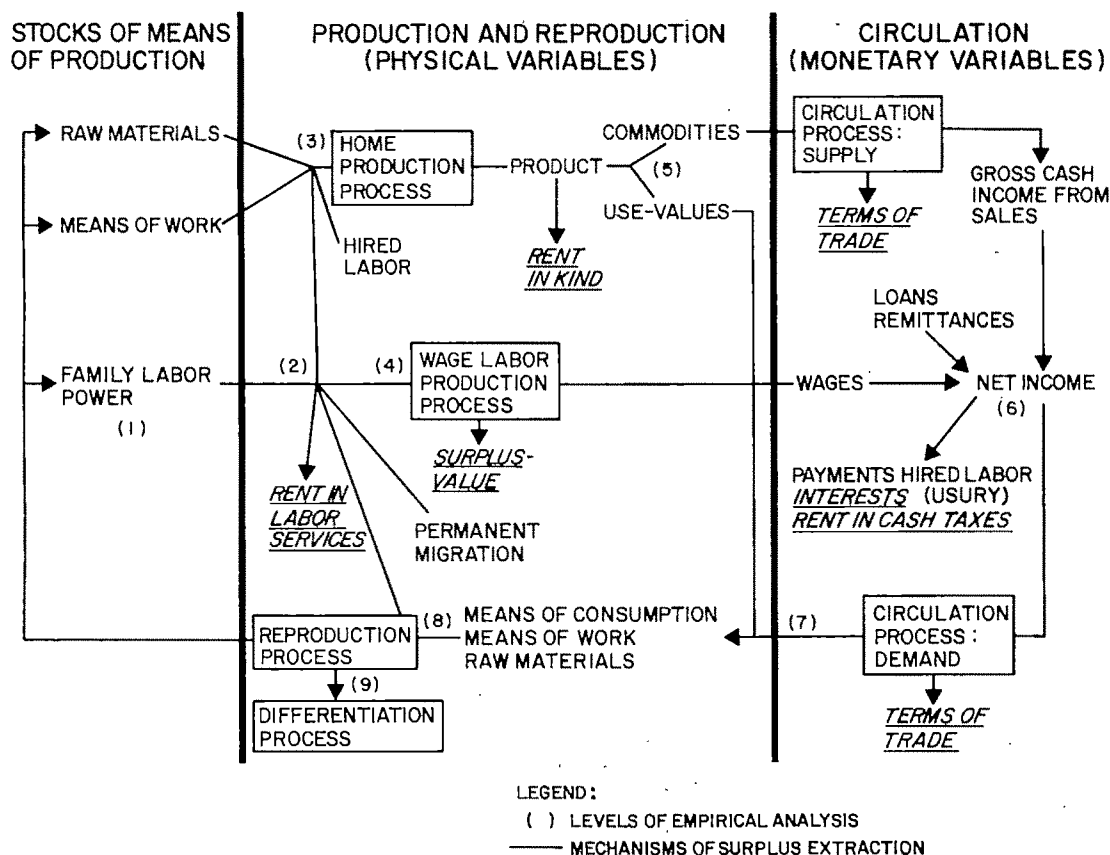 STOCKS OF MEANS
OF PRODUCTION
PRODUCTION AND REPRODUCTION
(PHYSICAL VARIABLES)
CIRCULATION
(MONETARY VARIABLES)
RAW MATERIALS
MEANS OF WORK
FAMILY LABOR
POWER
(1)
(3)
HOME
PRODUCTION
PROCESS
HIRED
LABOR
PRODUCT
RENT
IN KIND
COMMODITIES
(5)
USE-VALUES
(2)
(4)
WAGE LABOR
PRODUCTION
PROCESS
SURPLUS-
VALUE
RENT IN
LABOR
SERVICES
PERMANENT
MIGRATION
REPRODUCTION
PROCESS
(8)
MEANS OF CONSUMPTION
MEANS OF WORK
RAW MATERIALS
(9)
DIFFERENTIATION
PROCESS
CIRCULATION
PROCESS:
SUPPLY
TERMS OF
TRADE
GROSS CASH
INCOME FROM
SALES
LOANS
REMITTANCES
WAGES
NET INCOME
(6)
PAYMENTS HIRED LABOR
INTERESTS (USURY)
RENT IN CASH TAXES
(7)
CIRCULATION
PROCESS:
DEMAND
TERMS OF
TRADE
LEGEND:
( ) LEVELS OF EMPIRICAL ANALYSIS
MECHANISMS OF SURPLUS EXTRACTION